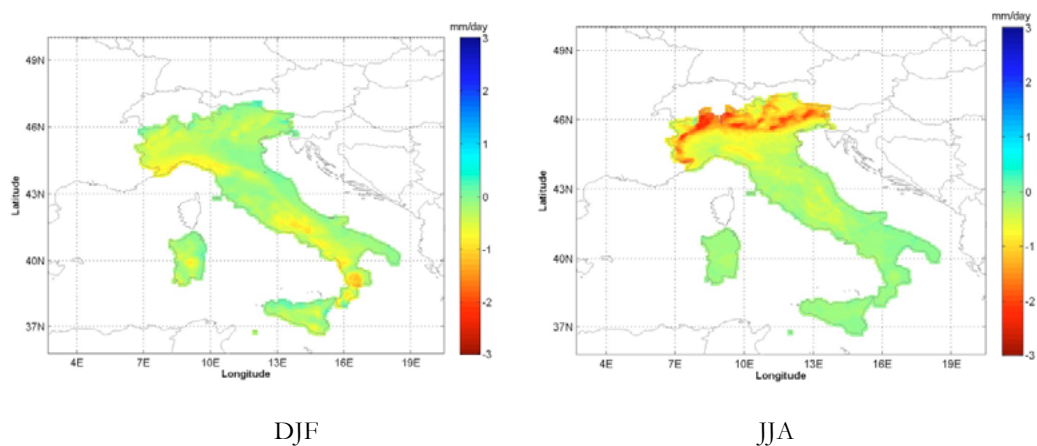 mm/day
49N
46N
43N
40N
37N
Latitude
4E 7E 10E 13E 16E 19E
Longitude
3
2
1
0
-1
-2
-3
DJF
mm/day
49N
46N
43N
40N
37N
Latitude
4E 7E 10E 13E 16E 19E
Longitude
3
2
1
0
-1
-2
-3
JJA